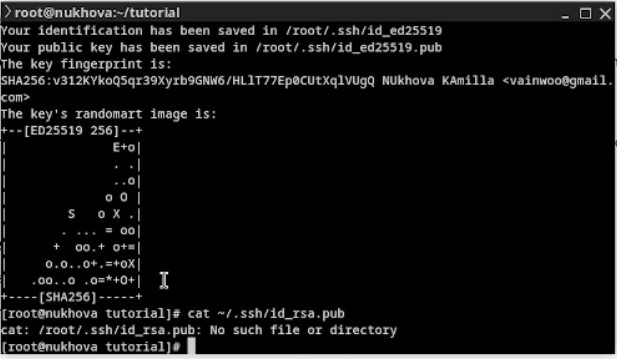 root@nukhova:~/tutorial
Your identification has been saved in /root/.ssh/id_ed25519
Your public key has been saved in /root/.ssh/id_ed25519.pub
The key fingerprint is:
SHA256:v312KYkoQ5qr39Xyrb9GNW6/HLlT77Ep0CUtXqlVUgQ NUkhova KAmilla <vainwoo@gmail.
com>
The key's randomart image is:
+--[ED25519 256]--+
|             E+o|
|             . .|
|             ..o|
|            o O |
|       S   o X .|
|      . ... = oo|
|     +  oo.+ o+=|
|    o.o..o+.=+oX|
|   .oo..o .o=*+O+|
+----[SHA256]-----+
[root@nukhova tutorial]# cat ~/.ssh/id_rsa.pub
cat: /root/.ssh/id_rsa.pub: No such file or directory
[root@nukhova tutorial]#